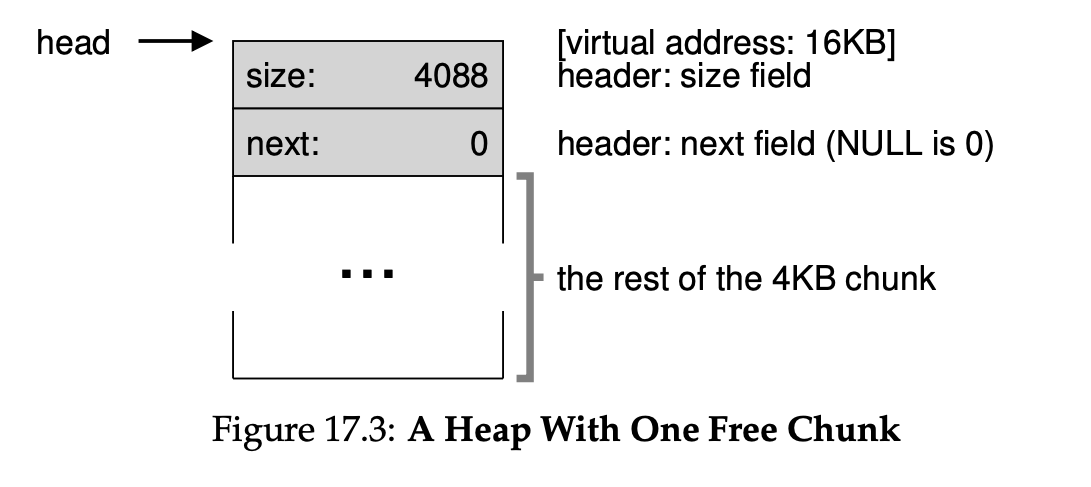 head
[virtual address: 16KB]
size: 4088
header: size field
next: 0
header: next field (NULL is 0)
...
the rest of the 4KB chunk
Figure 17.3: A Heap With One Free Chunk